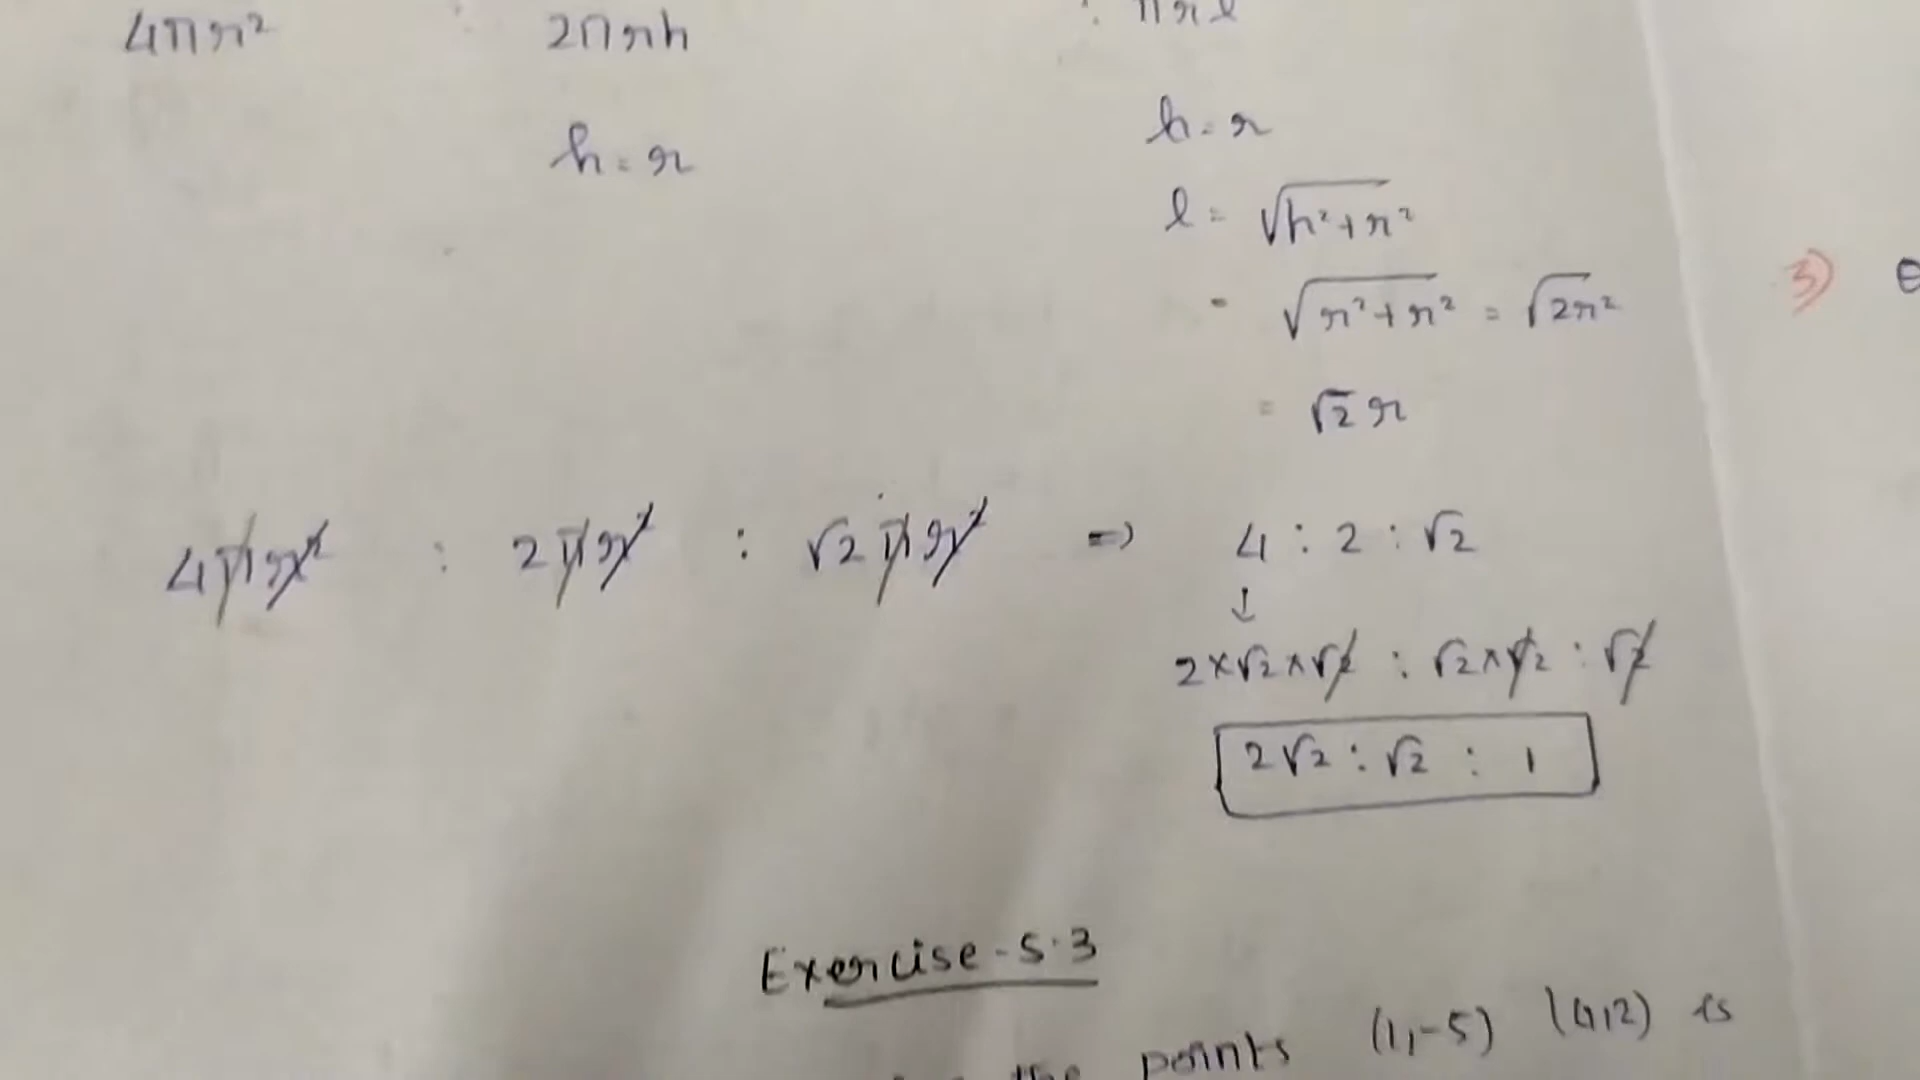 4πr² : 2πrh : πrl
h = r h = r
l = √h²+r²
= √r²+r² = √2r²
3)
= √2 r
4πr² : 2πr² : √2πr² => 4 : 2 : √2
↓
2×√2×√2 : √2×√2 : √2
2√2 : √2 : 1
Exercise-5.3
the points (1,-5) (4,2) is